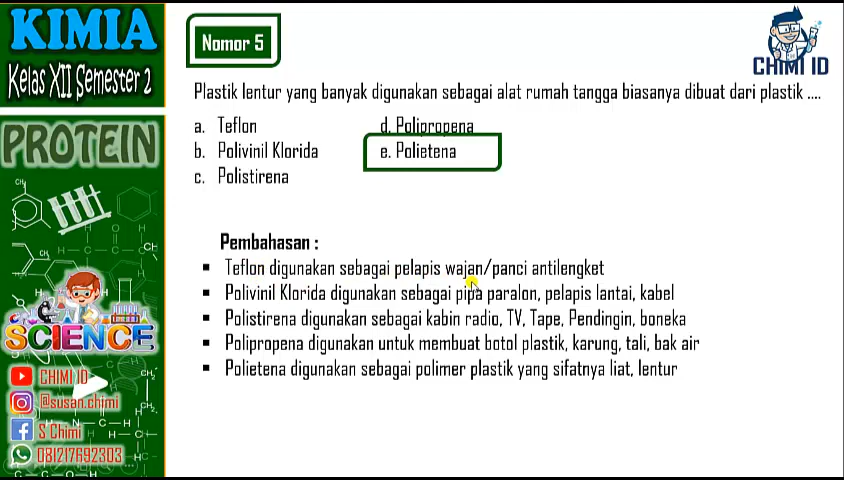 KIMIA
Kelas XII Semester 2
PROTEIN
SCIENCE
CHIMI ID
@susan.chimi
S Chimi
081217692303
Nomor 5
CHIMI ID
Plastik lentur yang banyak digunakan sebagai alat rumah tangga biasanya dibuat dari plastik ....
a. Teflon
b. Polivinil Klorida
c. Polistirena
d. Polipropena
e. Polietena
Pembahasan :
▪ Teflon digunakan sebagai pelapis wajan/panci antilengket
▪ Polivinil Klorida digunakan sebagai pipa paralon, pelapis lantai, kabel
▪ Polistirena digunakan sebagai kabin radio, TV, Tape, Pendingin, boneka
▪ Polipropena digunakan untuk membuat botol plastik, karung, tali, bak air
▪ Polietena digunakan sebagai polimer plastik yang sifatnya liat, lentur